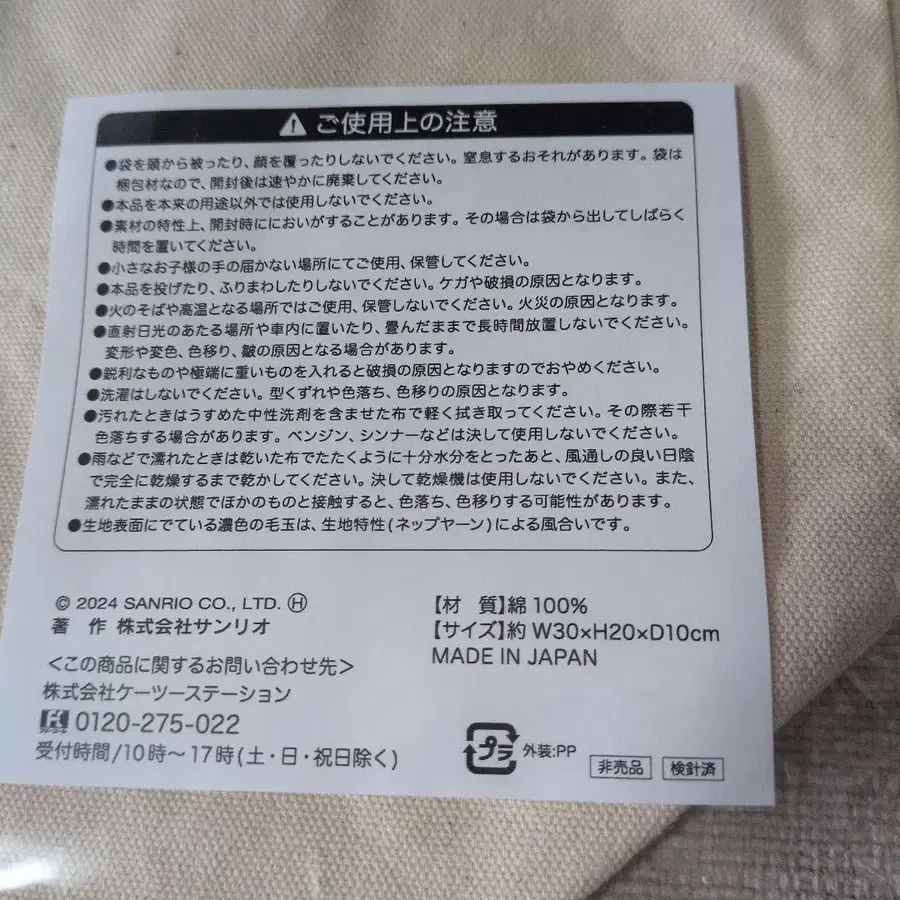 ⚠ ご使用上の注意
●袋を頭から被ったり、顔を覆ったりしないでください。窒息するおそれがあります。袋は
梱包材なので、開封後は速やかに廃棄してください。
●本品を本来の用途以外では使用しないでください。
●素材の特性上、開封時ににおいがすることがあります。その場合は袋から出してしばらく
時間を置いてください。
●小さなお子様の手の届かない場所にてご使用、保管してください。
●本品を投げたり、ふりまわしたりしないでください。ケガや破損の原因となります。
●火のそばや高温となる場所ではご使用、保管しないでください。火災の原因となります。
●直射日光のあたる場所や車内に置いたり、畳んだままで長時間放置しないでください。
変形や変色、色移り、皺の原因となる場合があります。
●鋭利なものや極端に重いものを入れると破損の原因となりますのでおやめください。
●洗濯はしないでください。型くずれや色落ち、色移りの原因となります。
●汚れたときはうすめた中性洗剤を含ませた布で軽く拭き取ってください。その際若干
色落ちする場合があります。ベンジン、シンナーなどは決して使用しないでください。
●雨などで濡れたときは乾いた布でたたくように十分水分をとったあと、風通しの良い日陰
で完全に乾燥するまで乾かしてください。決して乾燥機は使用しないでください。また、
濡れたままの状態でほかのものと接触すると、色落ち、色移りする可能性があります。
●生地表面にでている濃色の毛玉は、生地特性(ネップヤーン)による風合いです。
© 2024 SANRIO CO., LTD. Ⓗ
著 作 株式会社サンリオ
<この商品に関するお問い合わせ先>
株式会社ケーツーステーション
0120-275-022
受付時間/10時〜17時(土・日・祝日除く)
【材 質】綿 100%
【サイズ】約 W30×H20×D10cm
MADE IN JAPAN
プラ 外装:PP
非売品 検針済